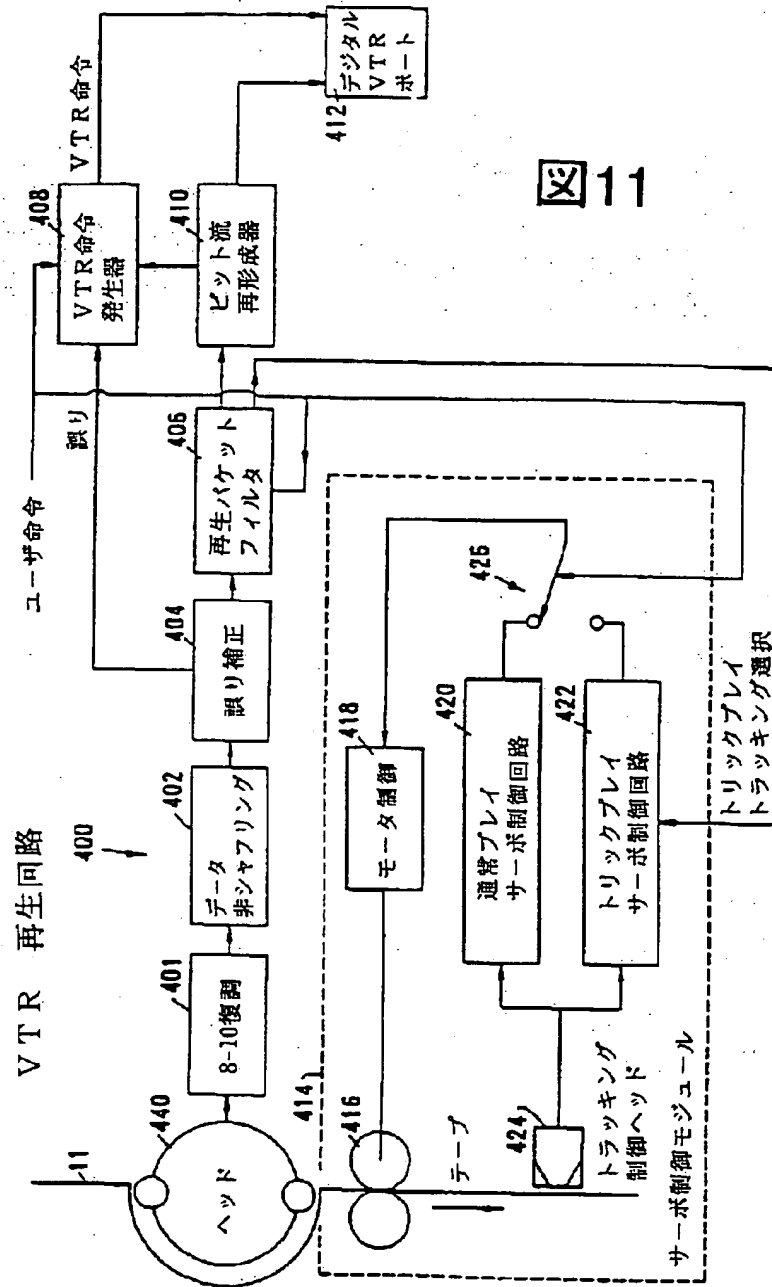 VTR 再生回路
400
11
440
ヘッド
401
8-10復調
402
データ
非シャフリング
404
誤り補正
406
再生パケット
フィルタ
ユーザ命令
誤り
408
VTR命令
発生器
VTR命令
410
ビット流
再形成器
412
デジタル
VTR
ポート
414
416
テープ
418
モータ制御
420
通常プレイ
サーボ制御回路
422
トリックプレイ
サーボ制御回路
424
トラッキング
制御ヘッド
426
サーボ制御モジュール
トリックプレイ
トラッキング選択
図11